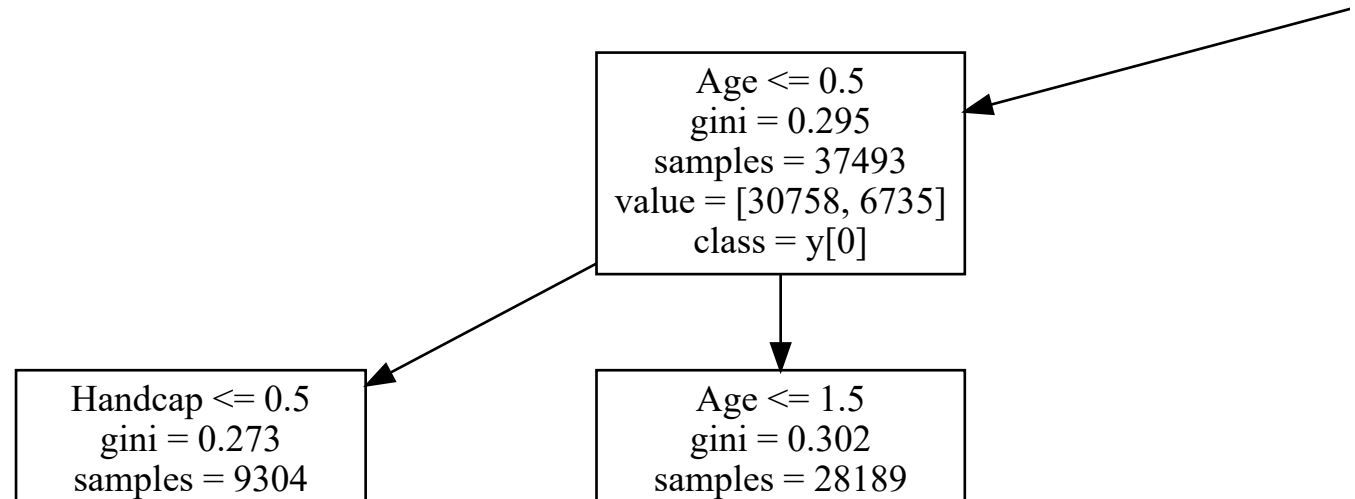 Age <= 0.5
gini = 0.295
samples = 37493
value = [30758, 6735]
class = y[0]
Handcap <= 0.5
gini = 0.273
samples = 9304
Age <= 1.5
gini = 0.302
samples = 28189